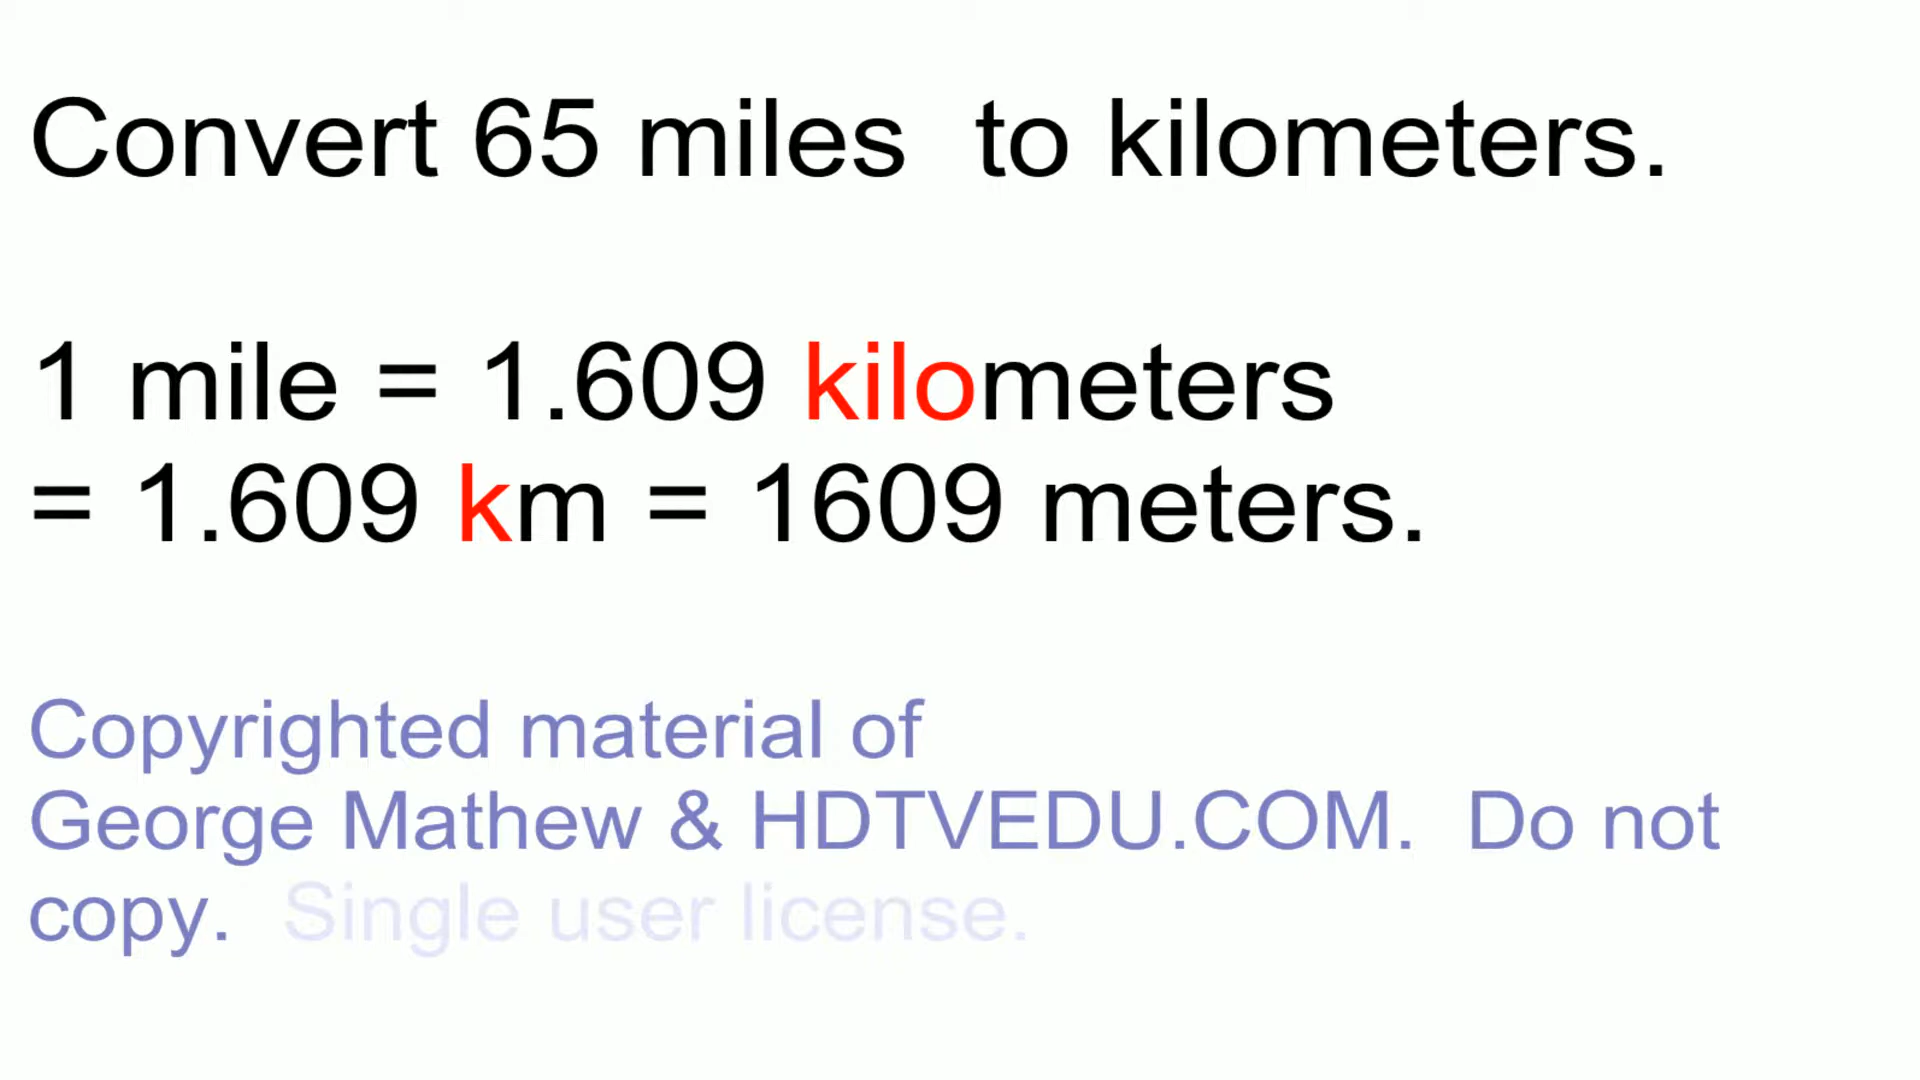 Convert 65 miles  to kilometers.
1 mile = 1.609 kilometers
= 1.609 km = 1609 meters.
Copyrighted material of
George Mathew & HDTVEDU.COM.  Do not
copy.  Single user license.